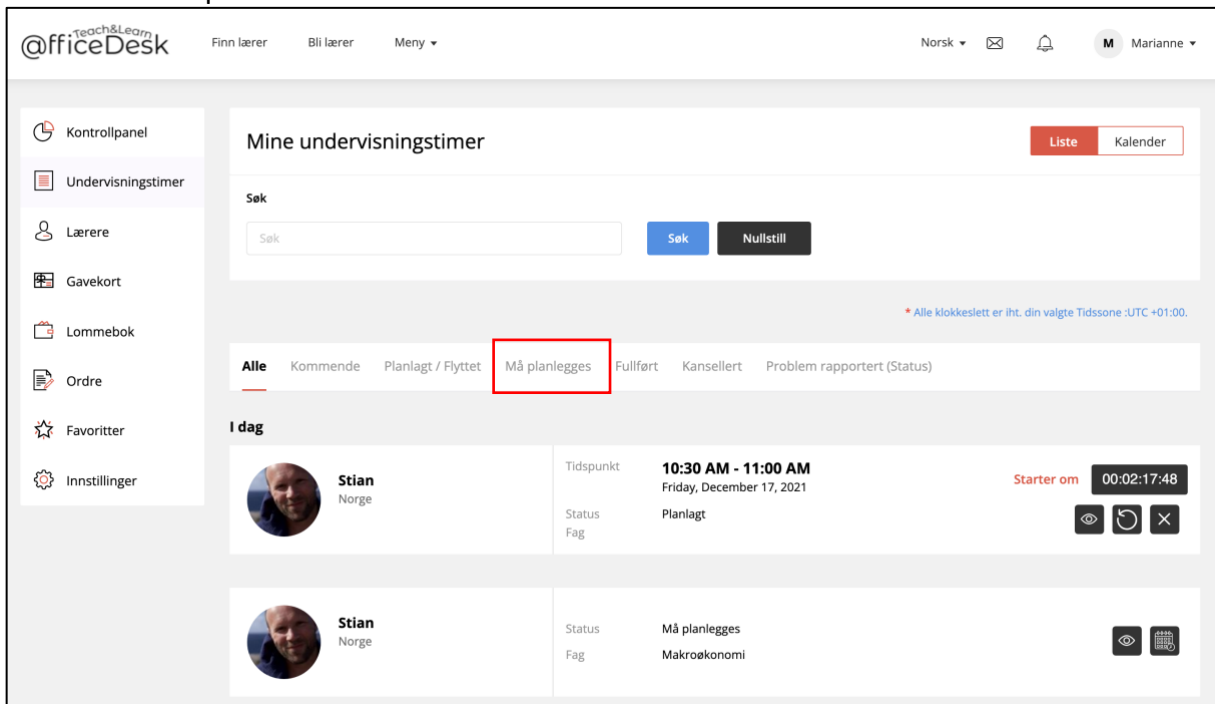 Teach&Learn
@fficeDesk
Finn lærer Bli lærer Meny
Norsk M Marianne
Kontrollpanel
Undervisningstimer
Lærere
Gavekort
Lommebok
Ordre
Favoritter
Innstillinger
Mine undervisningstimer
Liste Kalender
Søk
Søk Søk Nullstill
* Alle klokkeslett er iht. din valgte Tidssone :UTC +01:00.
Alle Kommende Planlagt / Flyttet Må planlegges Fullført Kansellert Problem rapportert (Status)
I dag
Stian
Norge
Tidspunkt 10:30 AM - 11:00 AM
Friday, December 17, 2021
Status Planlagt
Fag
Starter om 00:02:17:48
Stian
Norge
Status Må planlegges
Fag Makroøkonomi